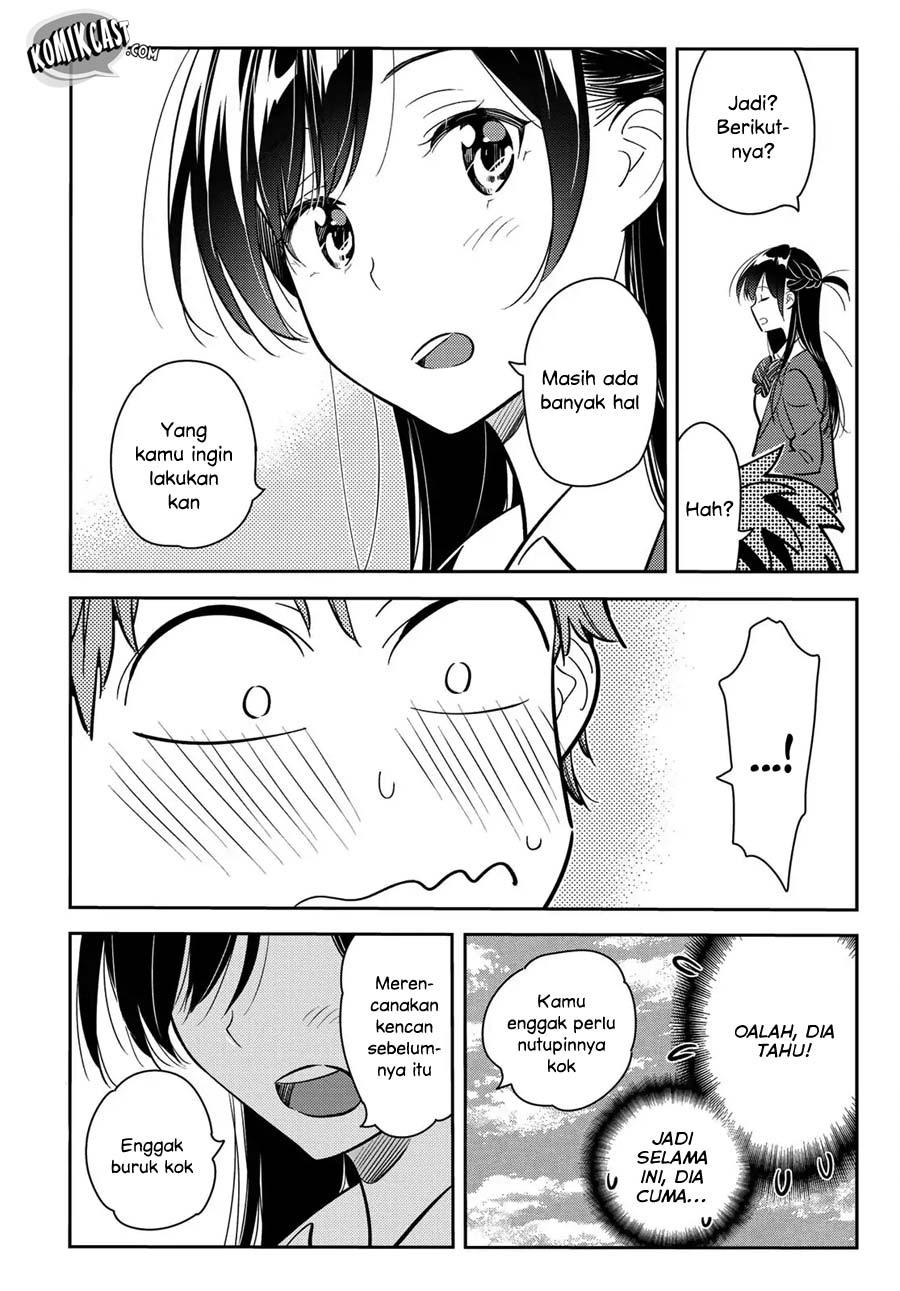 KOMIKCAST
.COM
Jadi?
Berikut-
nya?
Hah?
Masih ada
banyak hal
Yang
kamu ingin
lakukan
kan
...!
OALAH, DIA
TAHU!
JADI
SELAMA
INI, DIA
CUMA...
Kamu
enggak perlu
nutupinnya
kok
Meren-
canakan
kencan
sebelum-
nya itu
Enggak
buruk kok